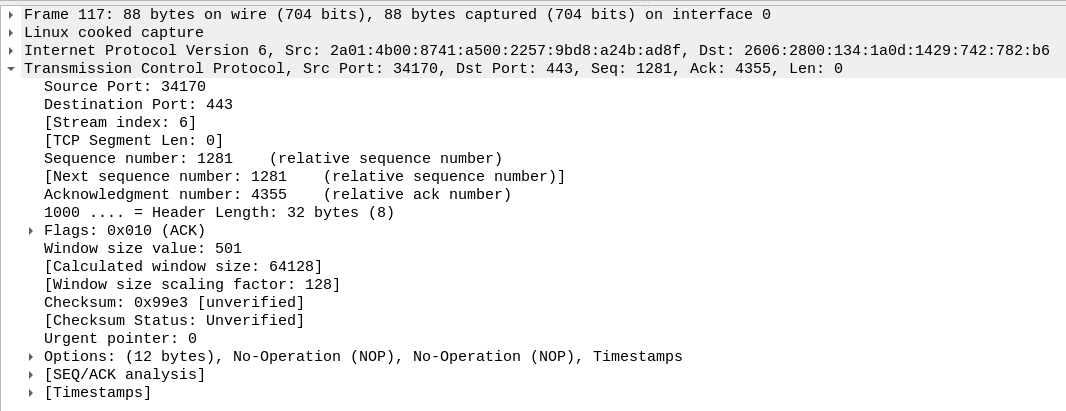 Frame 117: 88 bytes on wire (704 bits), 88 bytes captured (704 bits) on interface 0
Linux cooked capture
Internet Protocol Version 6, Src: 2a01:4b00:8741:a500:2257:9bd8:a24b:ad8f, Dst: 2606:2800:134:1a0d:1429:742:782:b6
Transmission Control Protocol, Src Port: 34170, Dst Port: 443, Seq: 1281, Ack: 4355, Len: 0
Source Port: 34170
Destination Port: 443
[Stream index: 6]
[TCP Segment Len: 0]
Sequence number: 1281    (relative sequence number)
[Next sequence number: 1281    (relative sequence number)]
Acknowledgment number: 4355    (relative ack number)
1000 .... = Header Length: 32 bytes (8)
Flags: 0x010 (ACK)
Window size value: 501
[Calculated window size: 64128]
[Window size scaling factor: 128]
Checksum: 0x99e3 [unverified]
[Checksum Status: Unverified]
Urgent pointer: 0
Options: (12 bytes), No-Operation (NOP), No-Operation (NOP), Timestamps
[SEQ/ACK analysis]
[Timestamps]